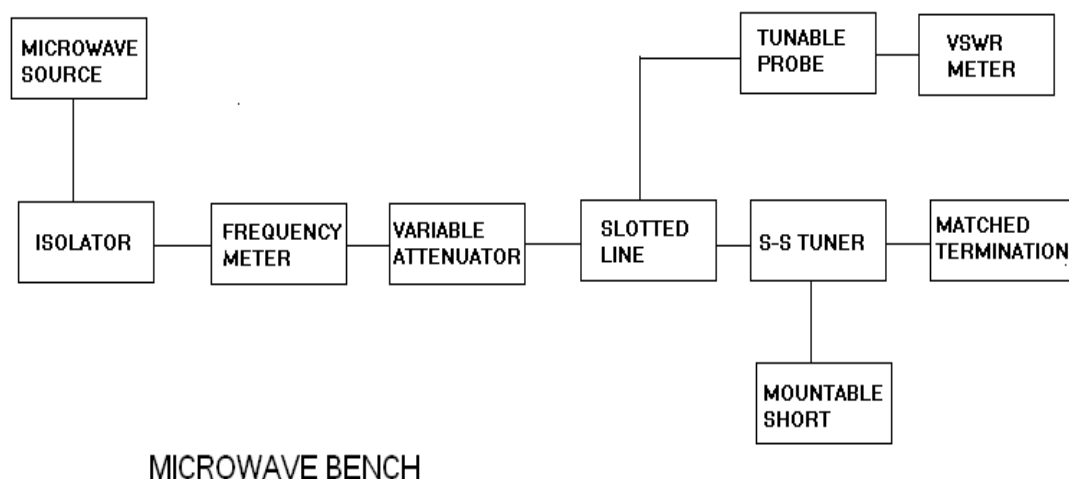 MICROWAVE
SOURCE
TUNABLE
PROBE
VSWR
METER
ISOLATOR
FREQUENCY
METER
VARIABLE
ATTENUATOR
SLOTTED
LINE
S-S TUNER
MATCHED
TERMINATION
MOUNTABLE
SHORT
MICROWAVE BENCH